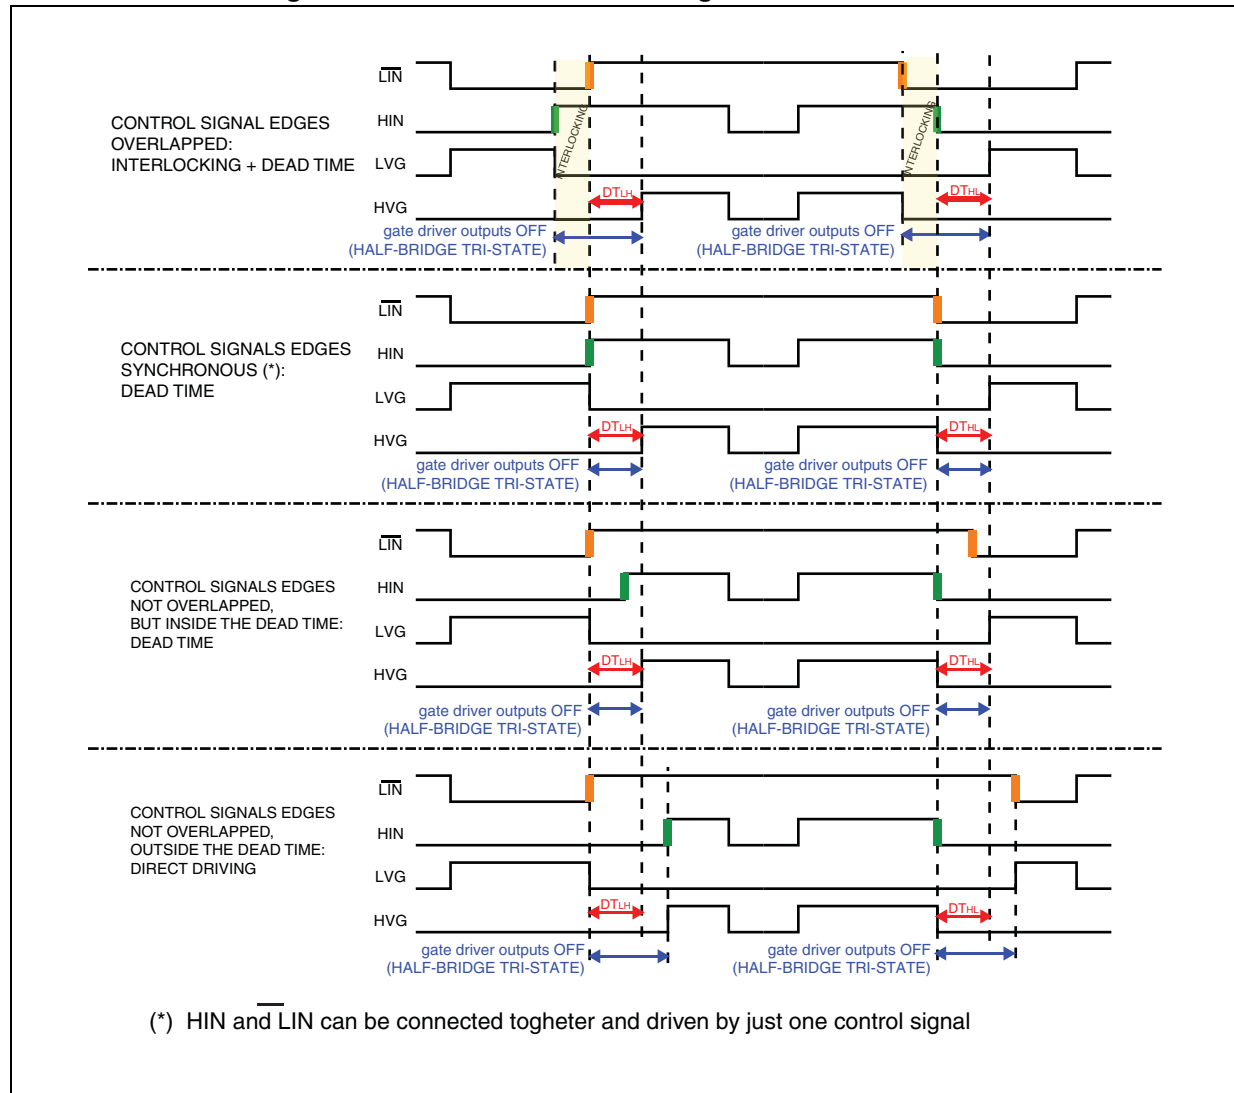 LIN
HIN
CONTROL SIGNAL EDGES
OVERLAPPED:
INTERLOCKING + DEAD TIME
LVG
HVG
INTERLOCKING
INTERLOCKING
DTLH
DTHL
gate driver outputs OFF
(HALF-BRIDGE TRI-STATE)
gate driver outputs OFF
(HALF-BRIDGE TRI-STATE)
LIN
HIN
CONTROL SIGNALS EDGES
SYNCHRONOUS (*):
DEAD TIME
LVG
HVG
DTLH
DTHL
gate driver outputs OFF
(HALF-BRIDGE TRI-STATE)
gate driver outputs OFF
(HALF-BRIDGE TRI-STATE)
LIN
HIN
CONTROL SIGNALS EDGES
NOT OVERLAPPED,
BUT INSIDE THE DEAD TIME:
DEAD TIME
LVG
HVG
DTLH
DTHL
gate driver outputs OFF
(HALF-BRIDGE TRI-STATE)
gate driver outputs OFF
(HALF-BRIDGE TRI-STATE)
LIN
HIN
CONTROL SIGNALS EDGES
NOT OVERLAPPED,
OUTSIDE THE DEAD TIME:
DIRECT DRIVING
LVG
HVG
DTLH
DTHL
gate driver outputs OFF
(HALF-BRIDGE TRI-STATE)
gate driver outputs OFF
(HALF-BRIDGE TRI-STATE)
(*) HIN and LIN can be connected togheter and driven by just one control signal